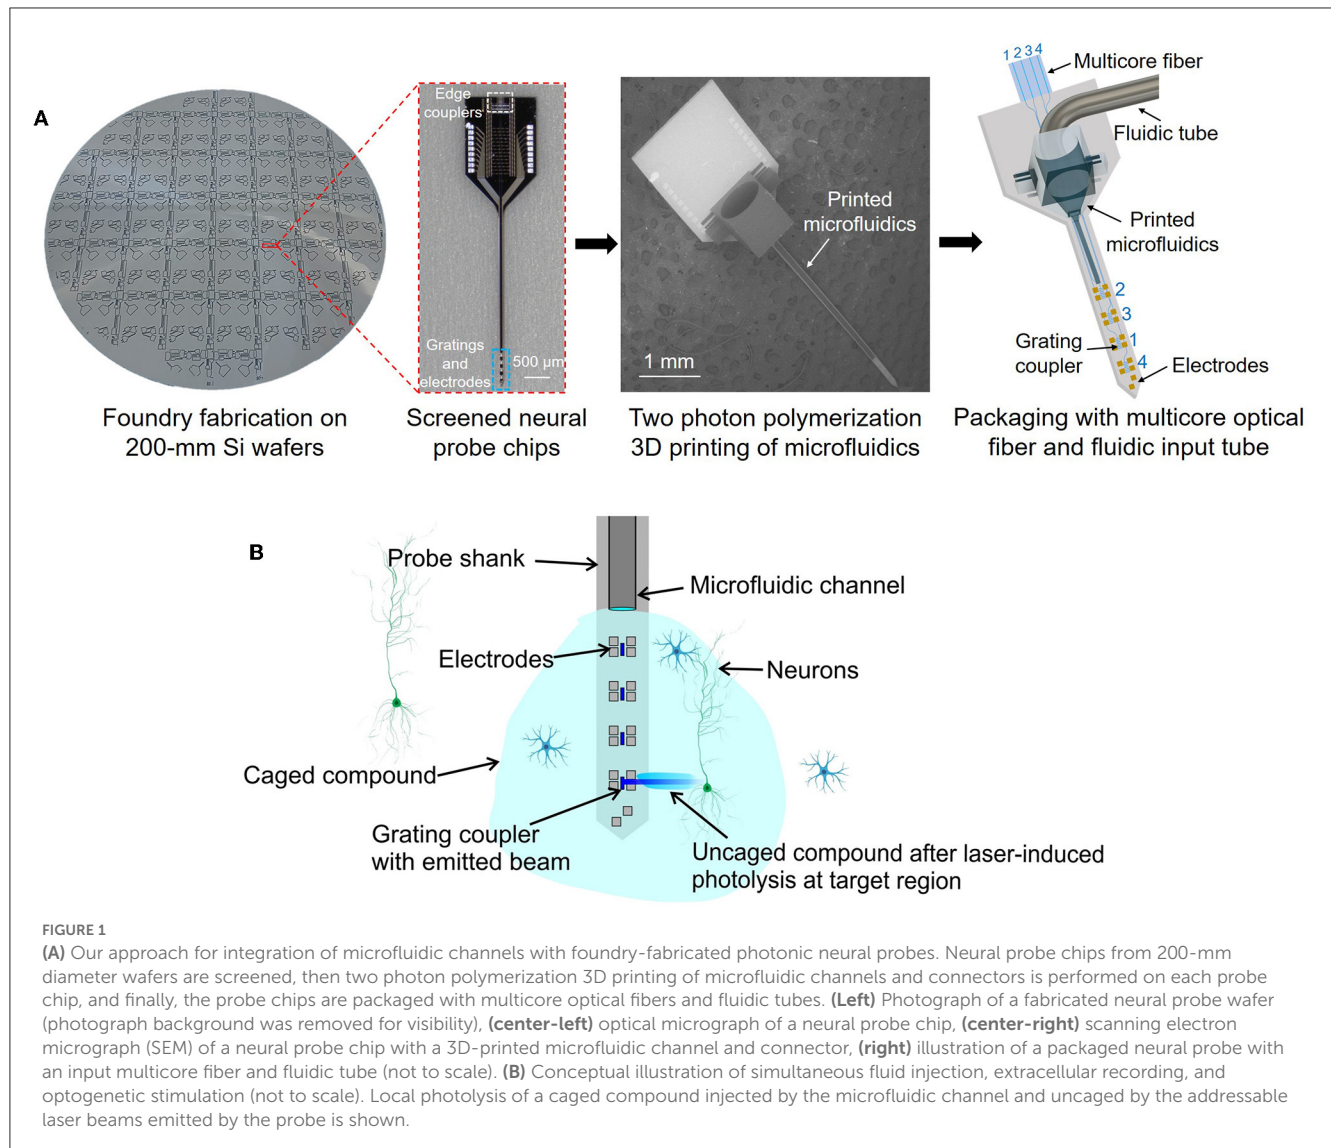 A
Edge
couplers
Gratings
and
electrodes
500 µm
Printed
microfluidics
1 mm
1 2 3 4
Multicore fiber
Fluidic tube
Printed
microfluidics
2
3
1
Grating
coupler
4
Electrodes
Foundry fabrication on
200-mm Si wafers
Screened neural
probe chips
Two photon polymerization
3D printing of microfluidics
Packaging with multicore optical
fiber and fluidic input tube
B
Probe shank
Microfluidic channel
Electrodes
Neurons
Caged compound
Grating coupler
with emitted beam
Uncaged compound after laser-induced
photolysis at target region
FIGURE 1
(A) Our approach for integration of microfluidic channels with foundry-fabricated photonic neural probes. Neural probe chips from 200-mm
diameter wafers are screened, then two photon polymerization 3D printing of microfluidic channels and connectors is performed on each probe
chip, and finally, the probe chips are packaged with multicore optical fibers and fluidic tubes. (Left) Photograph of a fabricated neural probe wafer
(photograph background was removed for visibility), (center-left) optical micrograph of a neural probe chip, (center-right) scanning electron
micrograph (SEM) of a neural probe chip with a 3D-printed microfluidic channel and connector, (right) illustration of a packaged neural probe with
an input multicore fiber and fluidic tube (not to scale). (B) Conceptual illustration of simultaneous fluid injection, extracellular recording, and
optogenetic stimulation (not to scale). Local photolysis of a caged compound injected by the microfluidic channel and uncaged by the addressable
laser beams emitted by the probe is shown.